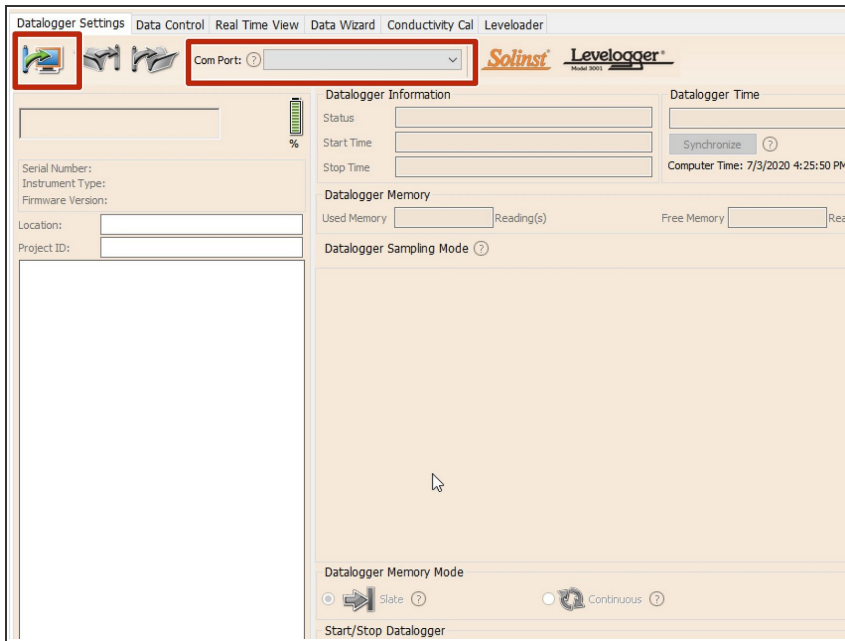 Datalogger Settings Data Control Real Time View Data Wizard Conductivity Cal Leveloader
Com Port: ? Solinst Levelogger®
Model 3001
Datalogger Information Datalogger Time
Status
%
Start Time Synchronize ?
Serial Number: Stop Time Computer Time: 7/3/2020 4:25:50 PM
Instrument Type:
Firmware Version:
Datalogger Memory
Location: Used Memory Reading(s) Free Memory Rea
Project ID: Datalogger Sampling Mode ?
Datalogger Memory Mode
Slate ? Continuous ?
Start/Stop Datalogger